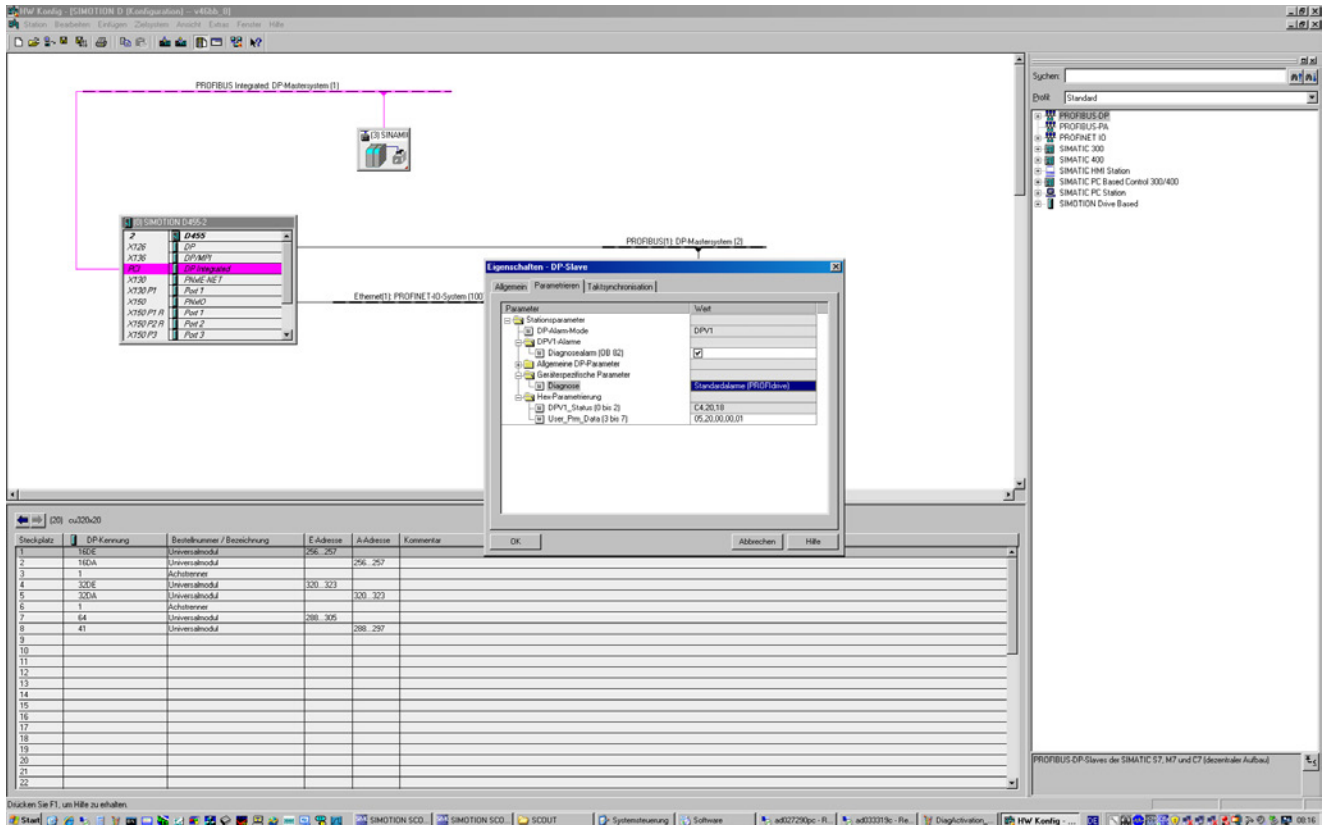 HW Konfig - [SIMOTION D (Konfiguration) -- v45bb_II]
Station Bearbeiten Einfügen Zielsystem Ansicht Extras Fenster Hilfe
PROFIBUS Integrated: DP-Mastersystem (1)
(3) SINAMI
(0) SIMOTION D455-2
2 D455
X126 DP
X136 DP/MPI
PCI DP Integrated
X130 PNxIE-NET
X130 P1 Port 1
X150 PNxIO
X150 P1 R Port 1
X150 P2 R Port 2
X150 P3 Port 3
PROFIBUS(1): DP-Mastersystem (2)
Ethernet(1): PROFINET-IO-System (100)
Eigenschaften - DP-Slave
Allgemein Parametrieren Taktsynchronisation
Parameter Wert
Stationsparameter
DP-Alarm-Mode DPV1
DPV1-Alarme
Diagnosealarm (OB 82)
Allgemeine DP-Parameter
Gerätespezifische Parameter
Diagnose Standardalarme (PROFIdrive)
Hex-Parametrierung
DPV1_Status (0 bis 2) C4,20,18
User_Prm_Data (3 bis 7) 05,20,00,00,01
OK Abbrechen Hilfe
Suchen:
Profil: Standard
PROFIBUS-DP
PROFIBUS-PA
PROFINET IO
SIMATIC 300
SIMATIC 400
SIMATIC HMI Station
SIMATIC PC Based Control 300/400
SIMATIC PC Station
SIMOTION Drive Based
(20) cu320x20
Steckplatz DP-Kennung Bestellnummer / Bezeichnung E-Adresse A-Adresse Kommentar
1 16DE Universalmodul 256...257
2 16DA Universalmodul 256...257
3 1 Achstrenner
4 32DE Universalmodul 320...323
5 32DA Universalmodul 320...323
6 1 Achstrenner
7 64 Universalmodul 288...305
8 41 Universalmodul 288...297
9
10
11
12
13
14
15
16
17
18
19
20
21
22
PROFIBUS-DP-Slaves der SIMATIC S7, M7 und C7 (dezentraler Aufbau)
Drücken Sie F1, um Hilfe zu erhalten.
Start SIMOTION SCO... SIMOTION SCO... SCOUT Systemsteuerung Software ad027290pc - R... ad033319c - Re... DiagActivation_... HW Konfig - ... DE 08:16